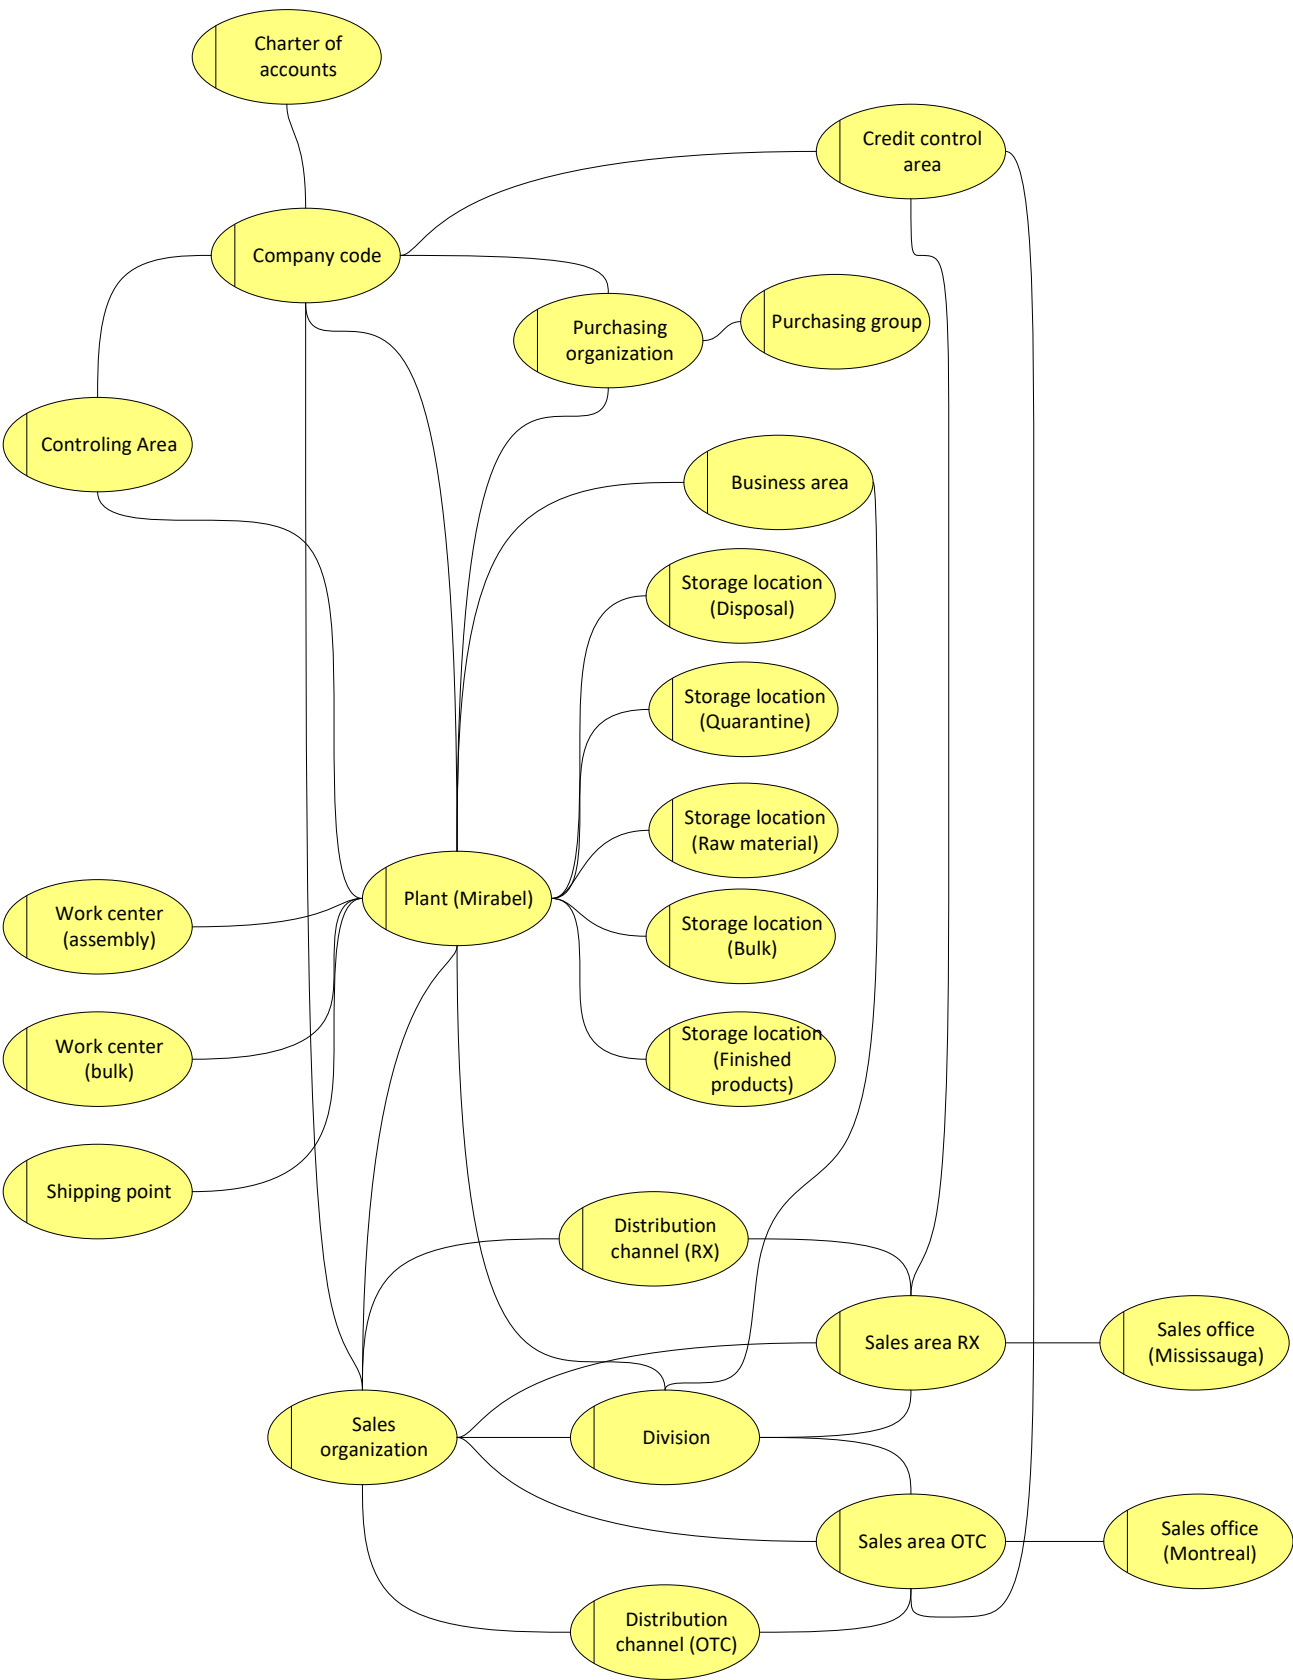 Charter of
accounts
Credit control
area
Company code
Purchasing
organization
Purchasing group
Controling Area
Business area
Storage location
(Disposal)
Storage location
(Quarantine)
Storage location
(Raw material)
Plant (Mirabel)
Work center
(assembly)
Storage location
(Bulk)
Work center
(bulk)
Storage location
(Finished
products)
Shipping point
Distribution
channel (RX)
Sales area RX
Sales office
(Mississauga)
Sales
organization
Division
Sales area OTC
Sales office
(Montreal)
Distribution
channel (OTC)